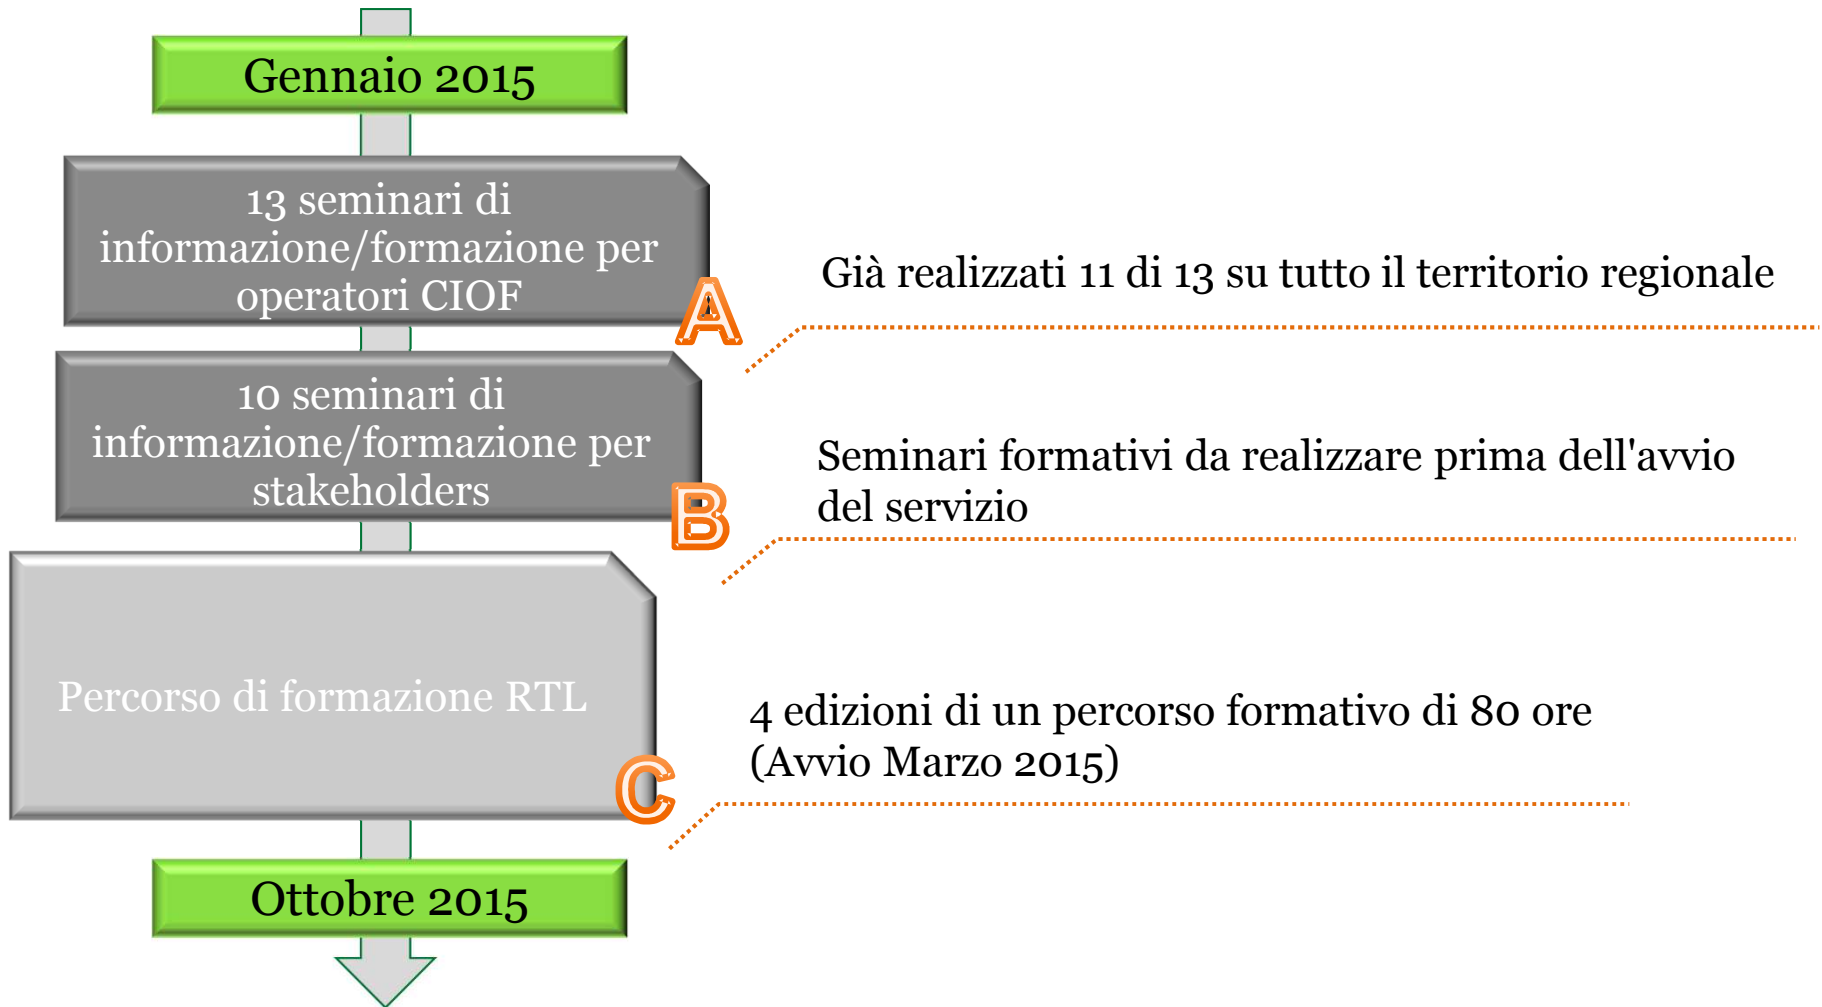 Gennaio 2015
13 seminari di
informazione/formazione per
operatori CIOF
A
Già realizzati 11 di 13 su tutto il territorio regionale
10 seminari di
informazione/formazione per
stakeholders
B
Seminari formativi da realizzare prima dell'avvio
del servizio
Percorso di formazione RTL
C
4 edizioni di un percorso formativo di 80 ore
(Avvio Marzo 2015)
Ottobre 2015